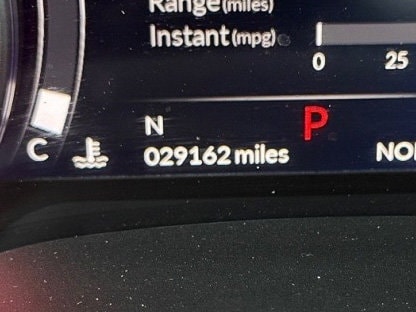 Range (miles)
Instant (mpg)
0 25
N P
C 029162 miles